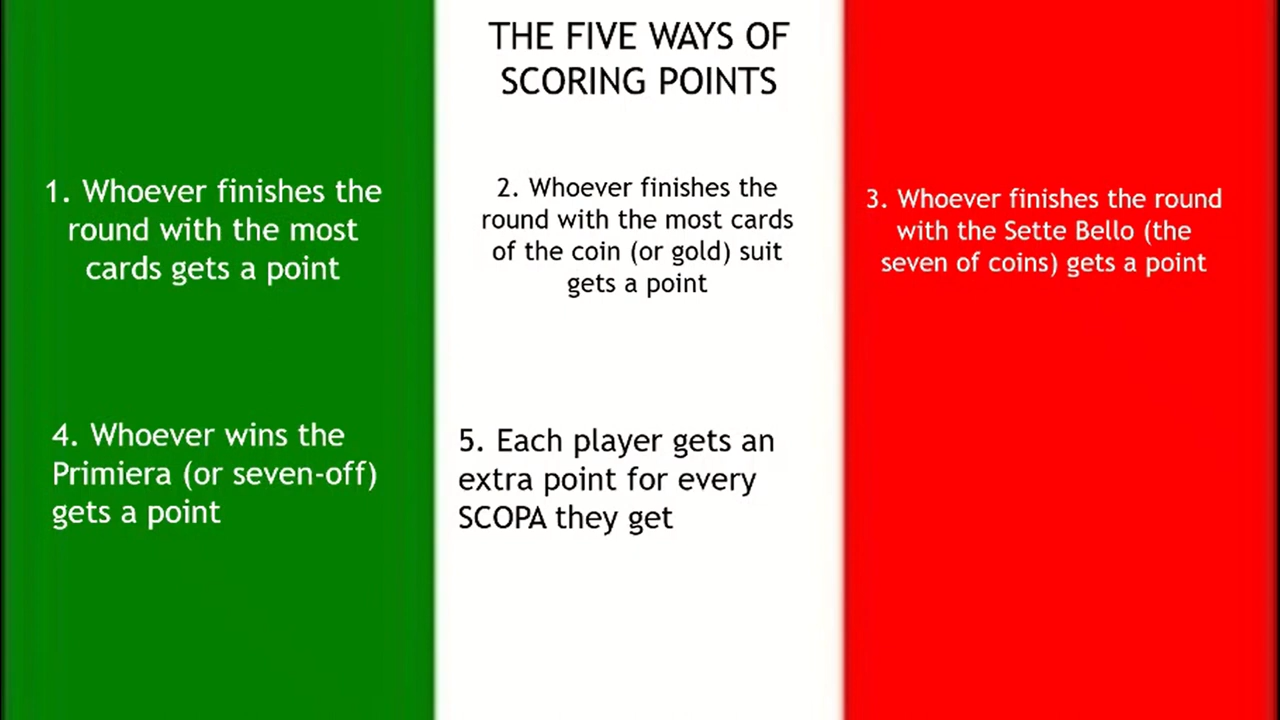 THE FIVE WAYS OF
SCORING POINTS
1. Whoever finishes the
round with the most
cards gets a point
2. Whoever finishes the
round with the most cards
of the coin (or gold) suit
gets a point
3. Whoever finishes the round
with the Sette Bello (the
seven of coins) gets a point
4. Whoever wins the
Primiera (or seven-off)
gets a point
5. Each player gets an
extra point for every
SCOPA they get